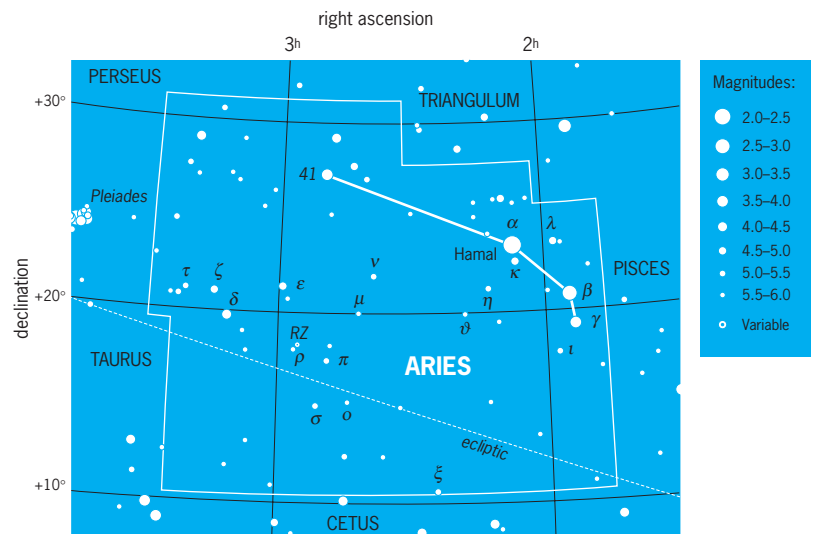 right ascension
3h
2h
PERSEUS
+30°
TRIANGULUM
Magnitudes:
2.0–2.5
2.5–3.0
3.0–3.5
3.5–4.0
4.0–4.5
4.5–5.0
5.0–5.5
5.5–6.0
Variable
41
Pleiades
α
λ
Hamal
κ
PISCES
declination
τ
ζ
ε
ν
β
+20°
δ
μ
η
γ
ϑ
RZ
ρ
π
ι
TAURUS
ARIES
σ
ο
ecliptic
ξ
+10°
CETUS